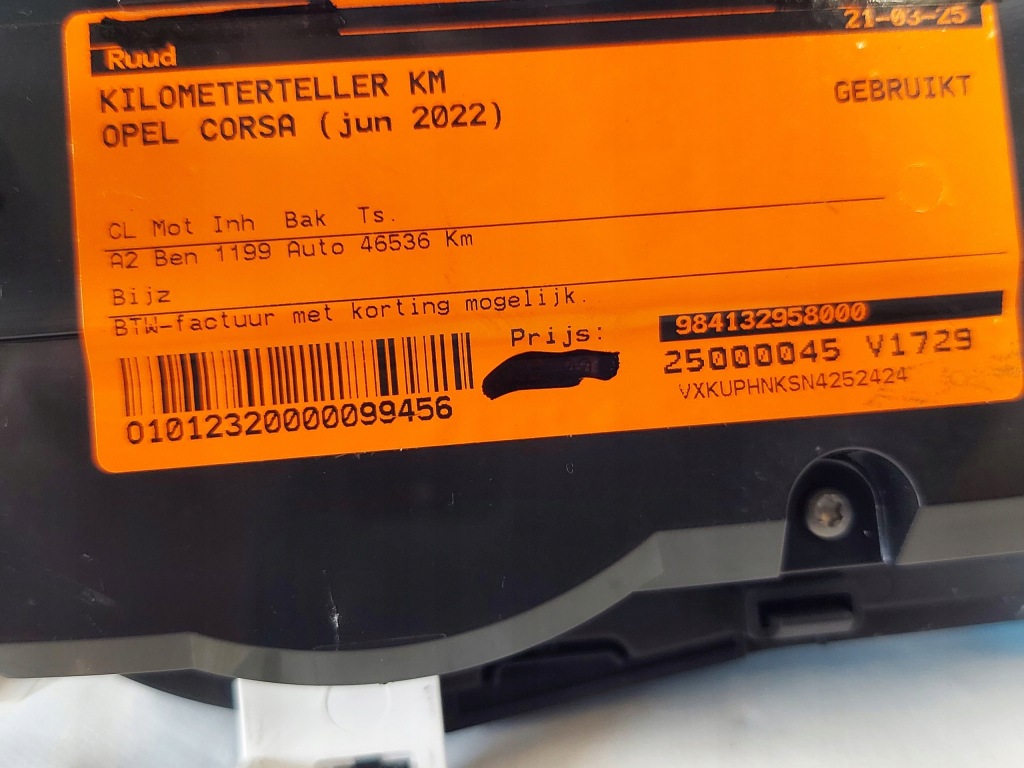 21-03-25
Ruud
KILOMETERTELLER KM
GEBRUIKT
OPEL CORSA (jun 2022)
CL Mot Inh Bak Ts.
A2 Ben 1199 Auto 46536 Km
Bijz
BTW-factuur met korting mogelijk.
Prijs:
984132958000
25000045 V1729
VXKUPHNKSN4252424
01012320000099456